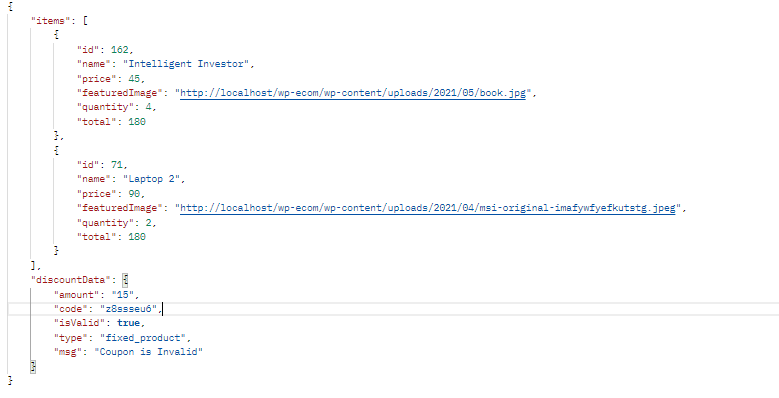 {
"items": [
{
"id": 162,
"name": "Intelligent Investor",
"price": 45,
"featuredImage": "http://localhost/wp-ecom/wp-content/uploads/2021/05/book.jpg",
"quantity": 4,
"total": 180
},
{
"id": 71,
"name": "Laptop 2",
"price": 90,
"featuredImage": "http://localhost/wp-ecom/wp-content/uploads/2021/04/msi-original-imafywfyefkutstg.jpeg",
"quantity": 2,
"total": 180
}
],
"discountData": {
"amount": "15",
"code": "z8ssseu6",
"isValid": true,
"type": "fixed_product",
"msg": "Coupon is Invalid"
}
}